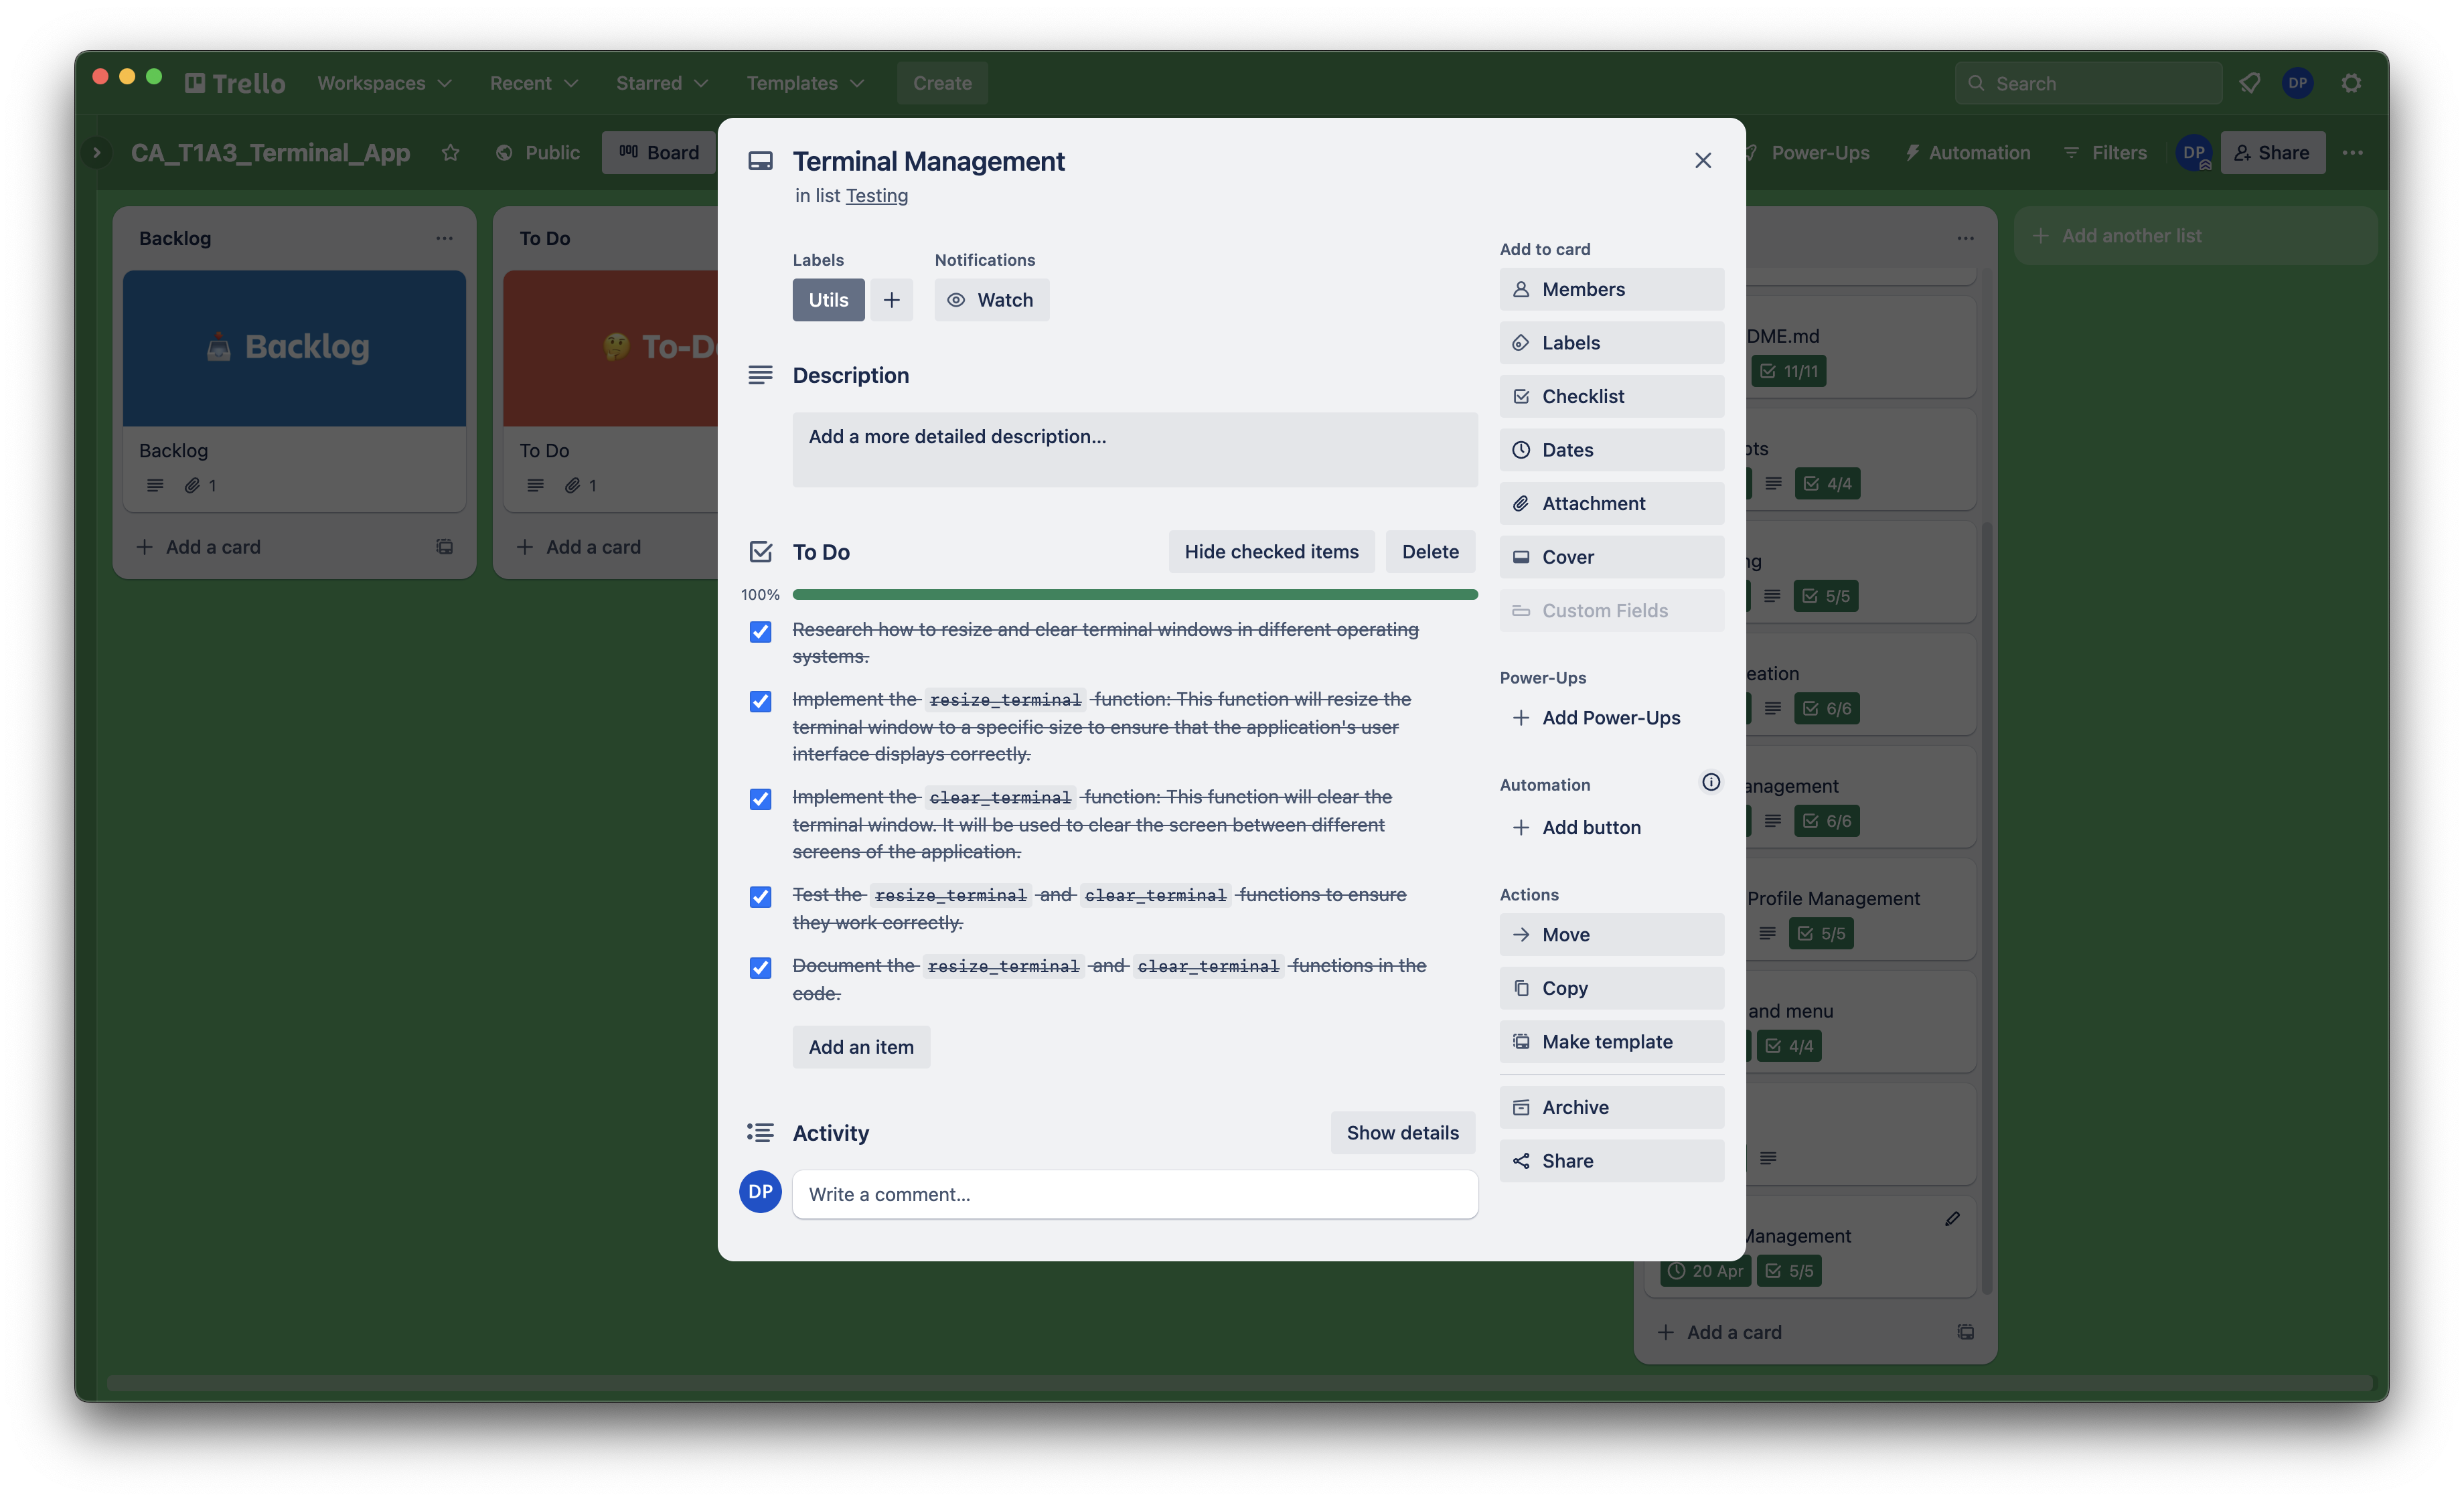 Trello
Workspaces
Recent
Starred
Templates
Create
Search
DP
CA_T1A3_Terminal_App
Public
Board
Power-Ups
Automation
Filters
DP
Share
Backlog
Backlog
Backlog
1
Add a card
To Do
To Do
1
Add a card
Terminal Management
in list Testing
Labels
Notifications
Utils
Watch
Description
Add a more detailed description...
To Do
Hide checked items
Delete
100%
Research how to resize and clear terminal windows in different operating
systems.
Implement the resize_terminal function: This function will resize the
terminal window to a specific size to ensure that the application's user
interface displays correctly.
Implement the clear_terminal function: This function will clear the
terminal window. It will be used to clear the screen between different
screens of the application.
Test the resize_terminal and clear_terminal functions to ensure
they work correctly.
Document the resize_terminal and clear_terminal functions in the
code.
Add an item
Activity
Show details
DP
Write a comment...
Add to card
Members
Labels
Checklist
Dates
Attachment
Cover
Custom Fields
Power-Ups
Add Power-Ups
Automation
Add button
Actions
Move
Copy
Make template
Archive
Share
11/11
4/4
5/5
6/6
6/6
Profile Management
5/5
and menu
4/4
Management
20 Apr
5/5
Add a card
Add another list